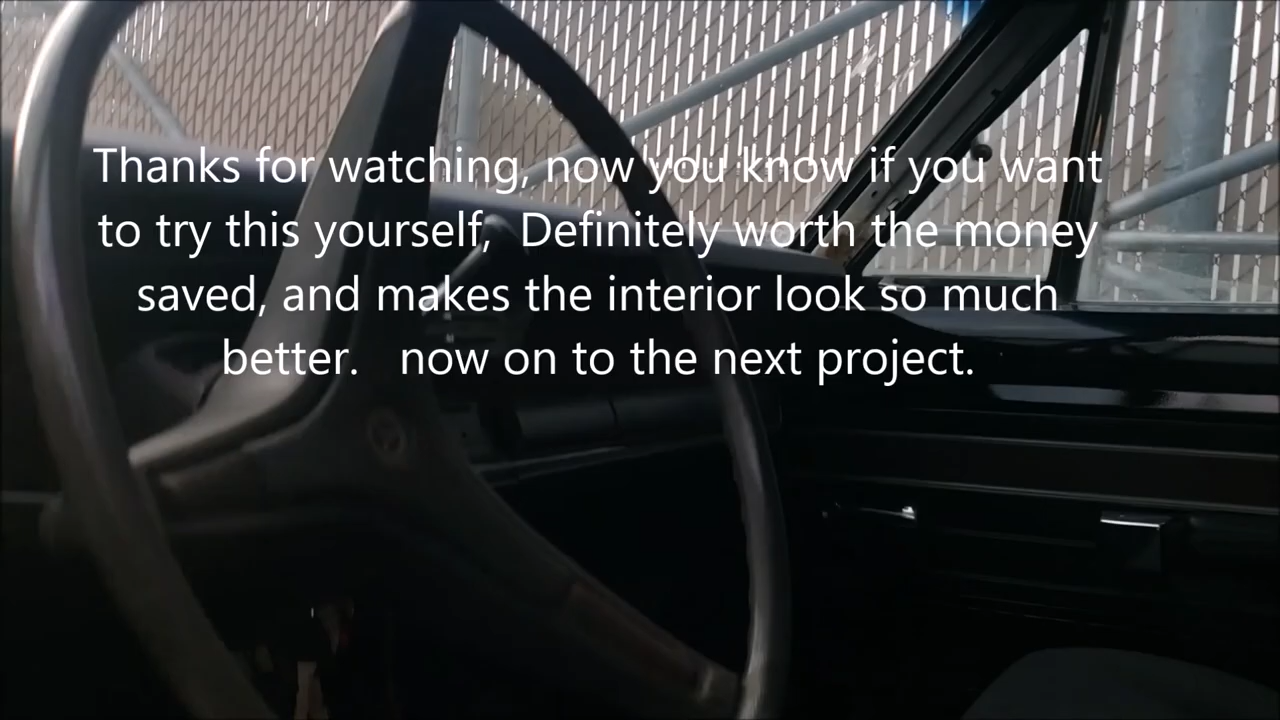 Thanks for watching, now you know if you want
to try this yourself,  Definitely worth the money
saved, and makes the interior look so much
better.   now on to the next project.